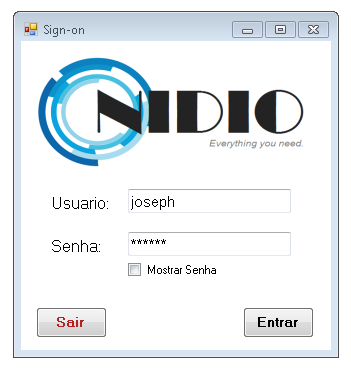 Sign-on
NIDIO
Everything you need.
Usuario: joseph
Senha: ******
Mostrar Senha
Sair Entrar